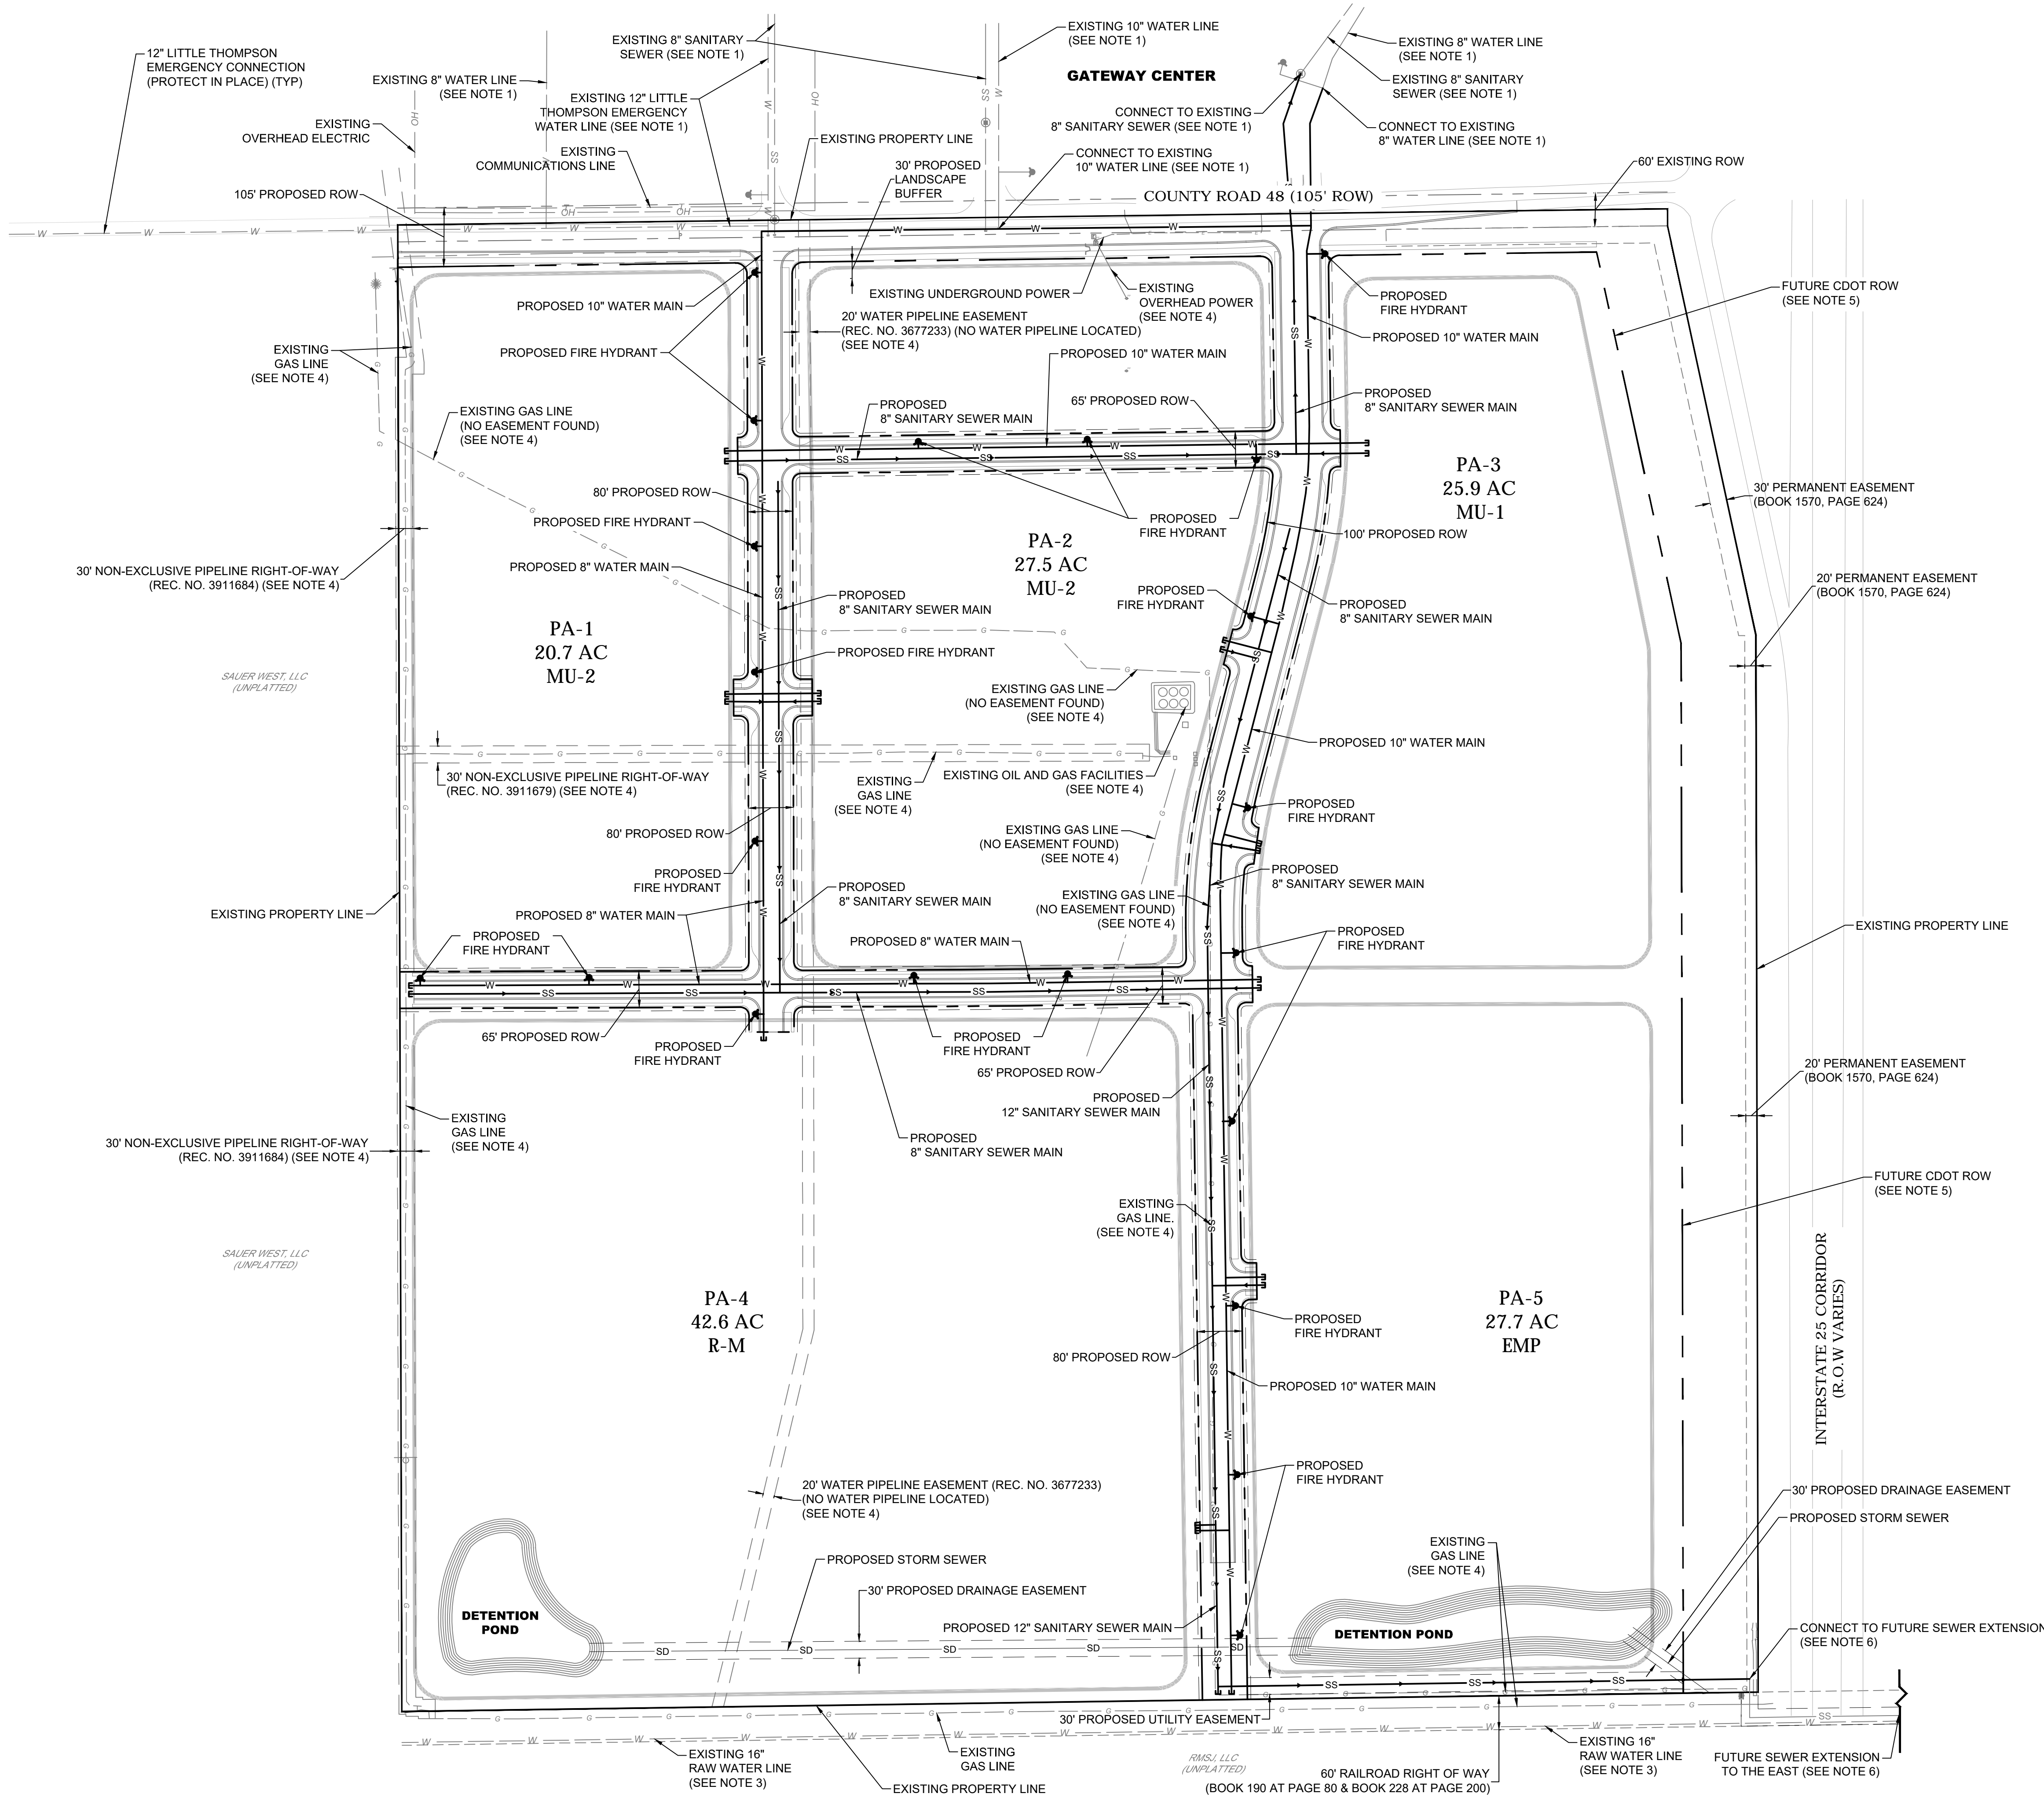 12" LITTLE THOMPSON
EMERGENCY CONNECTION
(PROTECT IN PLACE) (TYP)
EXISTING 8" SANITARY
SEWER (SEE NOTE 1)
EXISTING 10" WATER LINE
(SEE NOTE 1)
EXISTING 8" WATER LINE
(SEE NOTE 1)
EXISTING 8" WATER LINE
(SEE NOTE 1)
GATEWAY CENTER
EXISTING 8" SANITARY
SEWER (SEE NOTE 1)
EXISTING 12" LITTLE
THOMPSON EMERGENCY
WATER LINE (SEE NOTE 1)
CONNECT TO EXISTING
8" SANITARY SEWER (SEE NOTE 1)
CONNECT TO EXISTING
8" WATER LINE (SEE NOTE 1)
EXISTING
OVERHEAD ELECTRIC
EXISTING PROPERTY LINE
EXISTING
COMMUNICATIONS LINE
30' PROPOSED
LANDSCAPE
BUFFER
CONNECT TO EXISTING
10" WATER LINE (SEE NOTE 1)
60' EXISTING ROW
105' PROPOSED ROW
COUNTY ROAD 48 (105' ROW)
PROPOSED 10" WATER MAIN
EXISTING UNDERGROUND POWER
EXISTING
OVERHEAD POWER
(SEE NOTE 4)
PROPOSED
FIRE HYDRANT
FUTURE CDOT ROW
(SEE NOTE 5)
20' WATER PIPELINE EASEMENT
(REC. NO. 3677233) (NO WATER PIPELINE LOCATED)
(SEE NOTE 4)
PROPOSED 10" WATER MAIN
EXISTING
GAS LINE
(SEE NOTE 4)
PROPOSED FIRE HYDRANT
PROPOSED 10" WATER MAIN
EXISTING GAS LINE
(NO EASEMENT FOUND)
(SEE NOTE 4)
PROPOSED
8" SANITARY SEWER MAIN
65' PROPOSED ROW
PROPOSED
8" SANITARY SEWER MAIN
PA-3
25.9 AC
MU-1
80' PROPOSED ROW
30' PERMANENT EASEMENT
(BOOK 1570, PAGE 624)
PROPOSED FIRE HYDRANT
PROPOSED
FIRE HYDRANT
100' PROPOSED ROW
PA-2
27.5 AC
MU-2
30' NON-EXCLUSIVE PIPELINE RIGHT-OF-WAY
(REC. NO. 3911684) (SEE NOTE 4)
PROPOSED 8" WATER MAIN
20' PERMANENT EASEMENT
(BOOK 1570, PAGE 624)
PROPOSED
8" SANITARY SEWER MAIN
PROPOSED
FIRE HYDRANT
PROPOSED
8" SANITARY SEWER MAIN
PA-1
20.7 AC
MU-2
PROPOSED FIRE HYDRANT
SAUER WEST, LLC
(UNPLATTED)
EXISTING GAS LINE
(NO EASEMENT FOUND)
(SEE NOTE 4)
PROPOSED 10" WATER MAIN
30' NON-EXCLUSIVE PIPELINE RIGHT-OF-WAY
(REC. NO. 3911679) (SEE NOTE 4)
EXISTING
GAS LINE
(SEE NOTE 4)
EXISTING OIL AND GAS FACILITIES
(SEE NOTE 4)
PROPOSED
FIRE HYDRANT
80' PROPOSED ROW
EXISTING GAS LINE
(NO EASEMENT FOUND)
(SEE NOTE 4)
PROPOSED
FIRE HYDRANT
PROPOSED
8" SANITARY SEWER MAIN
PROPOSED
8" SANITARY SEWER MAIN
EXISTING GAS LINE
(NO EASEMENT FOUND)
(SEE NOTE 4)
EXISTING PROPERTY LINE
PROPOSED 8" WATER MAIN
EXISTING PROPERTY LINE
PROPOSED
FIRE HYDRANT
PROPOSED 8" WATER MAIN
PROPOSED
FIRE HYDRANT
65' PROPOSED ROW
PROPOSED
FIRE HYDRANT
PROPOSED
FIRE HYDRANT
65' PROPOSED ROW
20' PERMANENT EASEMENT
(BOOK 1570, PAGE 624)
PROPOSED
12" SANITARY SEWER MAIN
EXISTING
GAS LINE
(SEE NOTE 4)
30' NON-EXCLUSIVE PIPELINE RIGHT-OF-WAY
(REC. NO. 3911684) (SEE NOTE 4)
PROPOSED
8" SANITARY SEWER MAIN
FUTURE CDOT ROW
(SEE NOTE 5)
EXISTING
GAS LINE.
(SEE NOTE 4)
SAUER WEST, LLC
(UNPLATTED)
INTERSTATE 25 CORRIDOR
(R.O.W VARIES)
PA-4
42.6 AC
R-M
PA-5
27.7 AC
EMP
PROPOSED
FIRE HYDRANT
80' PROPOSED ROW
PROPOSED 10" WATER MAIN
PROPOSED
FIRE HYDRANT
20' WATER PIPELINE EASEMENT (REC. NO. 3677233)
(NO WATER PIPELINE LOCATED)
(SEE NOTE 4)
30' PROPOSED DRAINAGE EASEMENT
PROPOSED STORM SEWER
EXISTING
GAS LINE
(SEE NOTE 4)
PROPOSED STORM SEWER
30' PROPOSED DRAINAGE EASEMENT
DETENTION
POND
PROPOSED 12" SANITARY SEWER MAIN
DETENTION POND
CONNECT TO FUTURE SEWER EXTENSION
(SEE NOTE 6)
30' PROPOSED UTILITY EASEMENT
EXISTING 16"
RAW WATER LINE
(SEE NOTE 3)
EXISTING
GAS LINE
EXISTING PROPERTY LINE
RMSJ, LLC
(UNPLATTED)
60' RAILROAD RIGHT OF WAY
(BOOK 190 AT PAGE 80 & BOOK 228 AT PAGE 200)
EXISTING 16"
RAW WATER LINE
(SEE NOTE 3)
FUTURE SEWER EXTENSION
TO THE EAST (SEE NOTE 6)